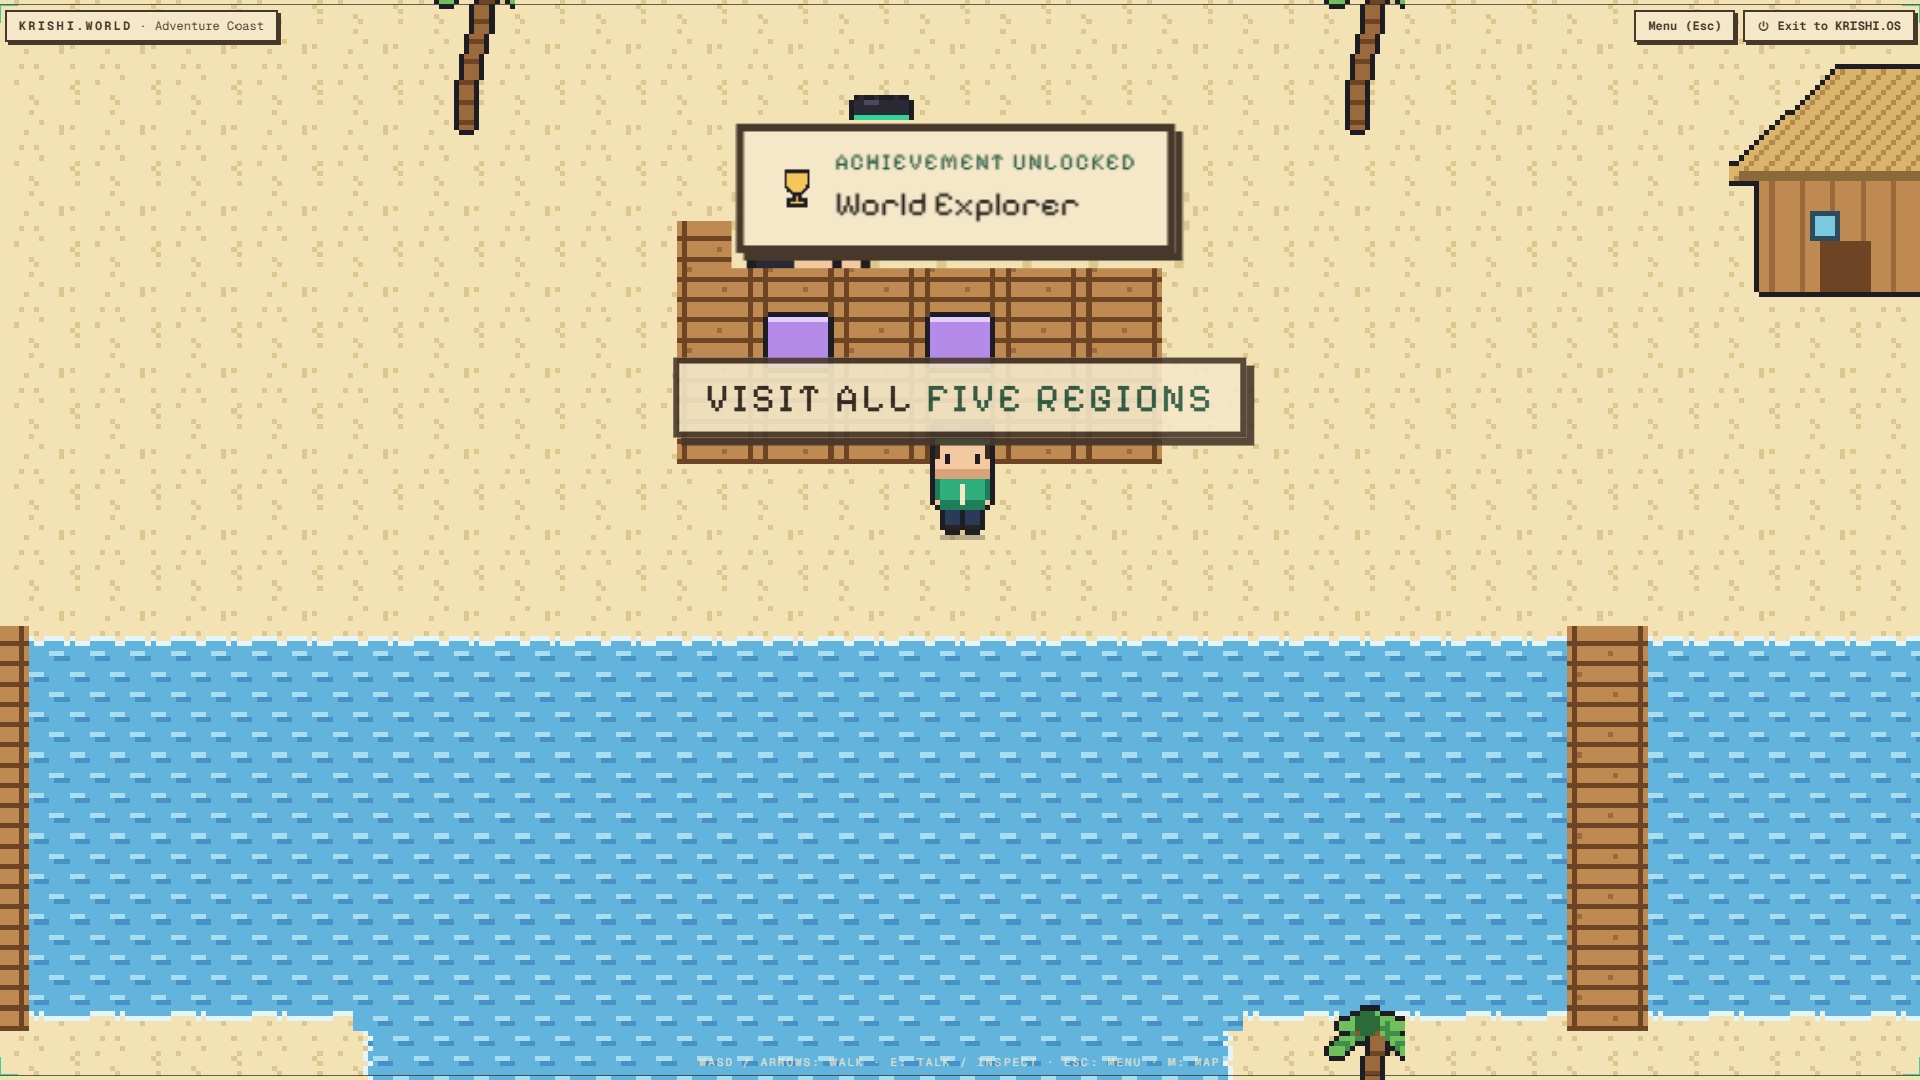 KRISHI.WORLD · Adventure Coast
Menu (Esc)
Exit to KRISHI.OS
ACHIEVEMENT UNLOCKED
World Explorer
VISIT ALL FIVE REGIONS
WASD / ARROWS: WALK · E: TALK / INSPECT · ESC: MENU · M: MAP